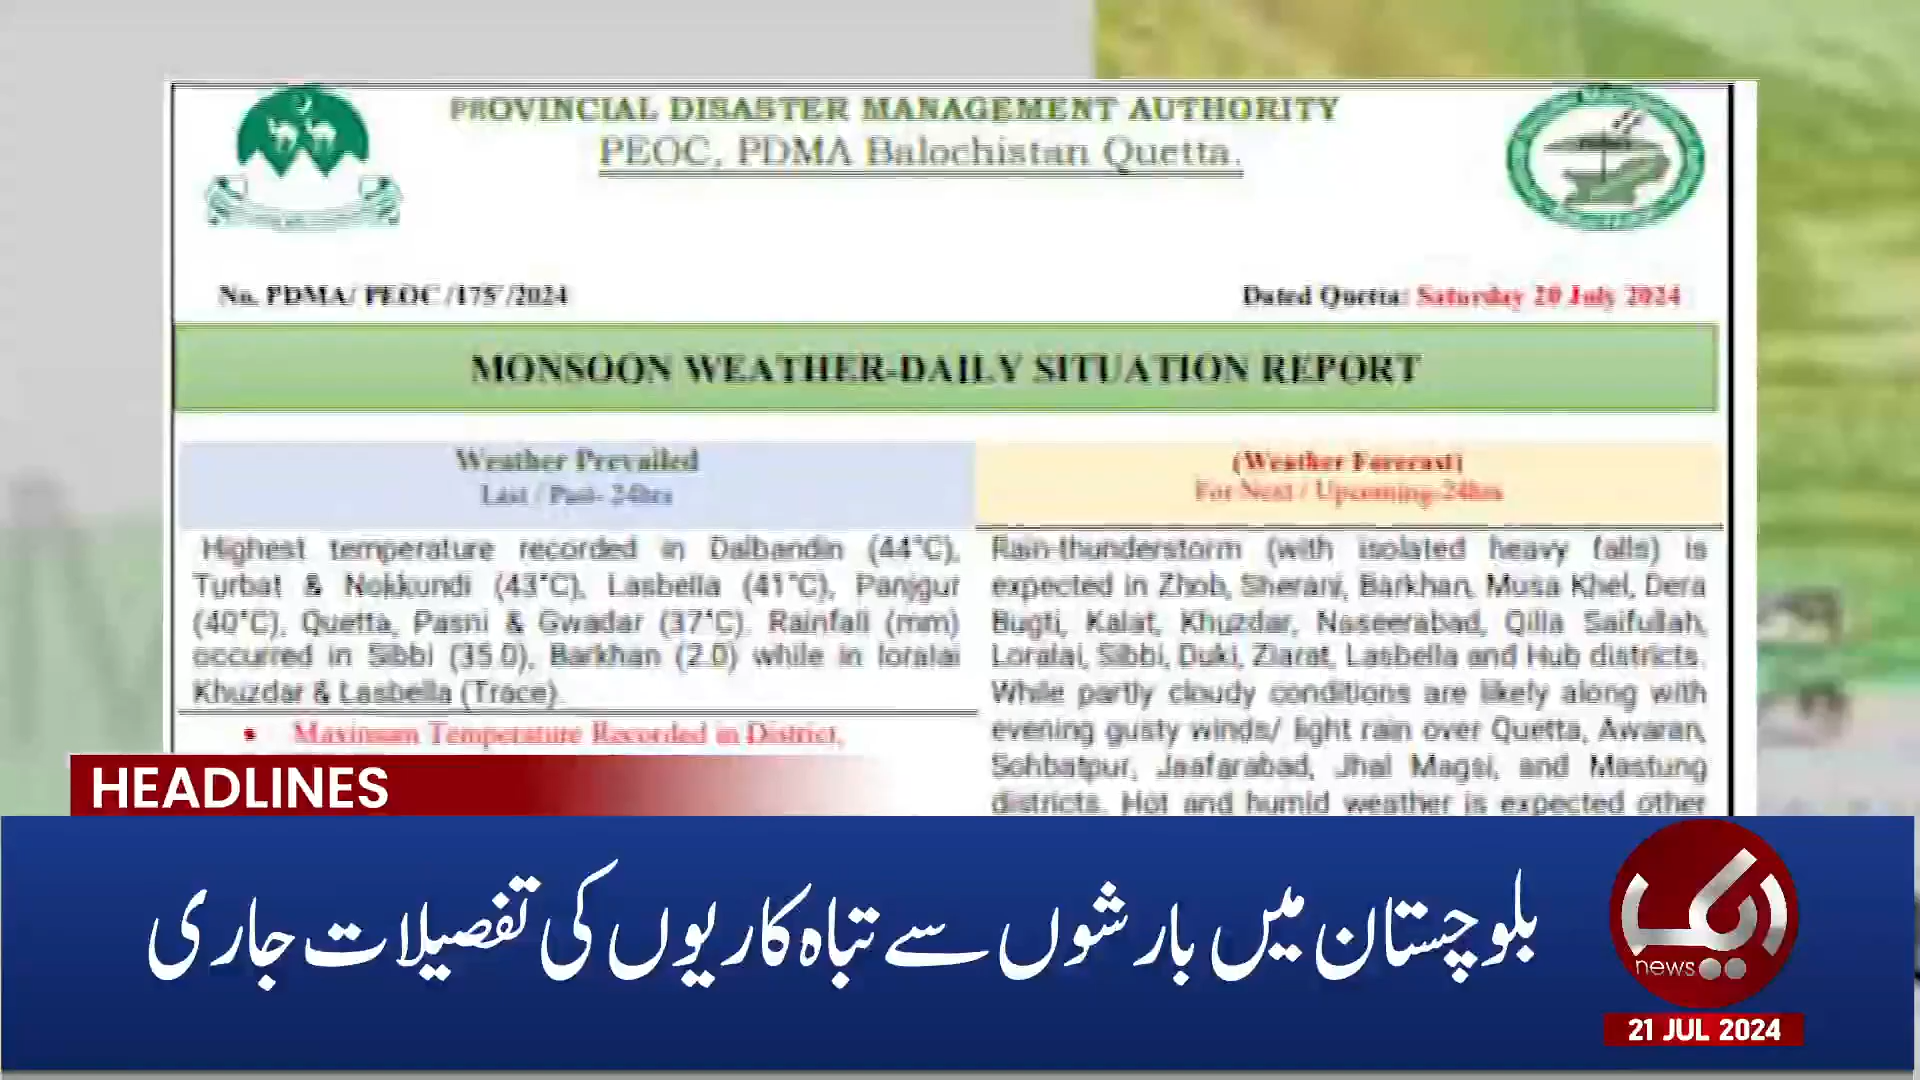 PROVINCIAL DISASTER MANAGEMENT AUTHORITY
PEOC, PDMA Balochistan Quetta.
No. PDMA/ PEOC /175 /2024
Dated Quetta: Saturday 20 July 2024
MONSOON WEATHER-DAILY SITUATION REPORT
Weather Prevailed
Last / Past- 24hrs
Highest temperature recorded in Dalbandin (44°C),
Turbat & Nokkundi (43°C), Lasbella (41°C), Panjgur
(40°C), Quetta, Pasni & Gwadar (37°C). Rainfall (mm)
occurred in Sibbi (35.0), Barkhan (2.0) while in loralai
Khuzdar & Lasbella (Trace).
• Maximum Temperature Recorded in District,
(Weather Forecast)
For Next / Upcoming-24hrs
Rain-thunderstorm (with isolated heavy falls) is
expected in Zhob, Sherani, Barkhan, Musa Khel, Dera
Bugti, Kalat, Khuzdar, Naseerabad, Qilla Saifullah,
Loralai, Sibbi, Duki, Ziarat, Lasbella and Hub districts.
While partly cloudy conditions are likely along with
evening gusty winds/ light rain over Quetta, Awaran,
Sohbatpur, Jaafarabad, Jhal Magsi, and Mastung
districts. Hot and humid weather is expected other
HEADLINES
بلوچستان میں بارشوں سے تباہ کاریوں کی تفصیلات جاری
ایک
news
21 JUL 2024